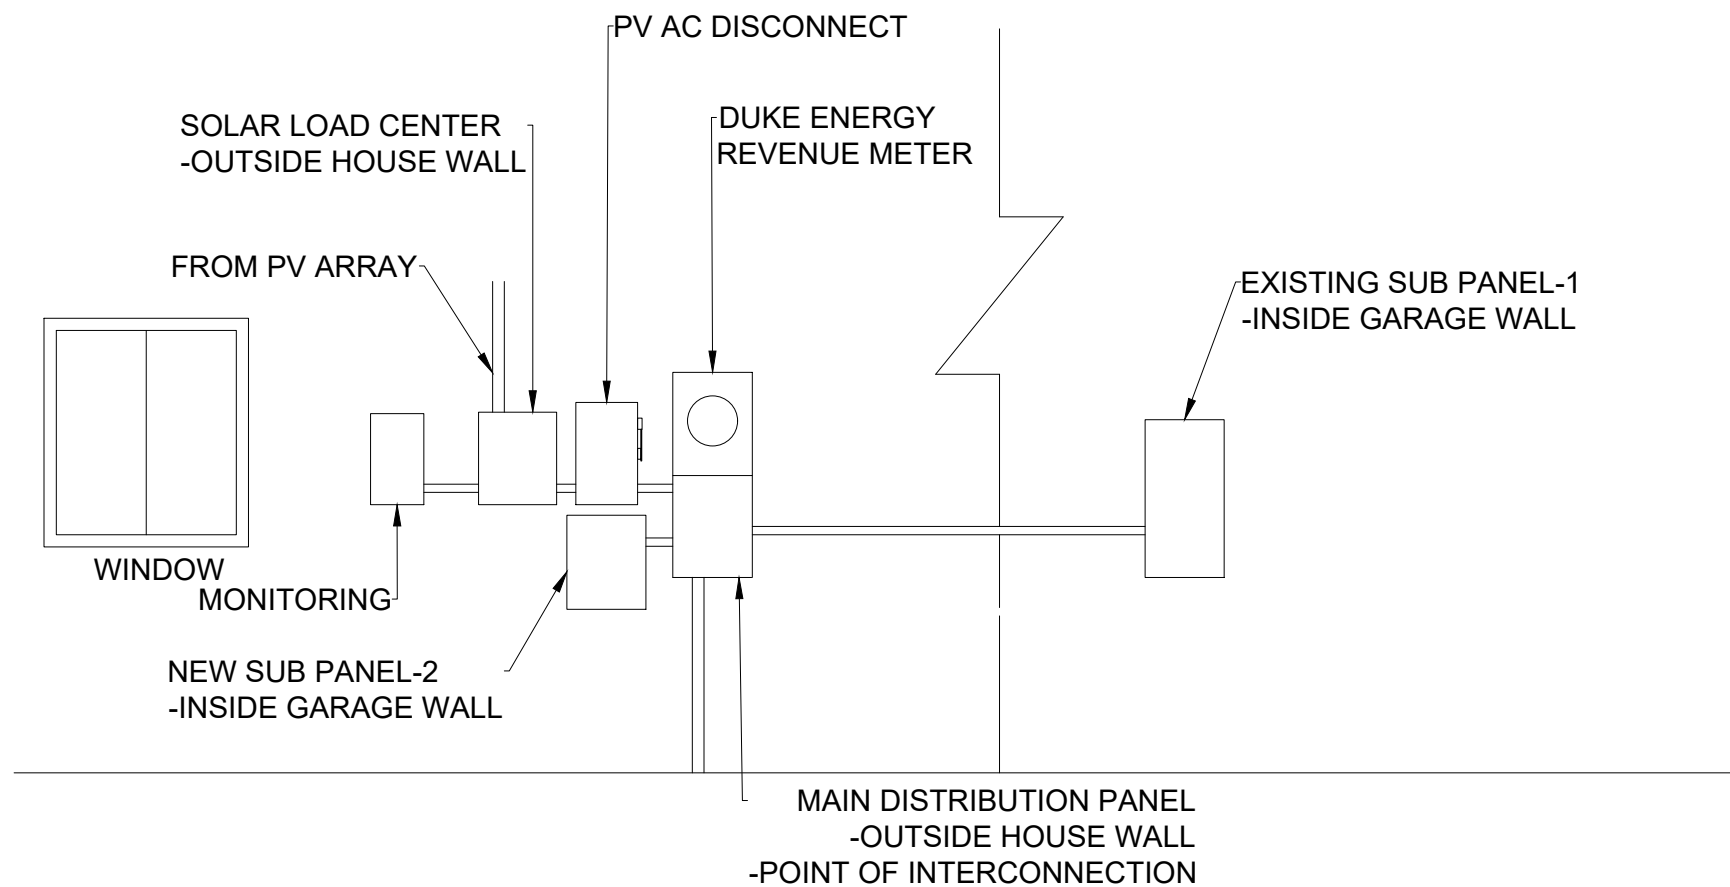 PV AC DISCONNECT
SOLAR LOAD CENTER
-OUTSIDE HOUSE WALL
DUKE ENERGY
REVENUE METER
FROM PV ARRAY
EXISTING SUB PANEL-1
-INSIDE GARAGE WALL
WINDOW
MONITORING
NEW SUB PANEL-2
-INSIDE GARAGE WALL
MAIN DISTRIBUTION PANEL
-OUTSIDE HOUSE WALL
-POINT OF INTERCONNECTION